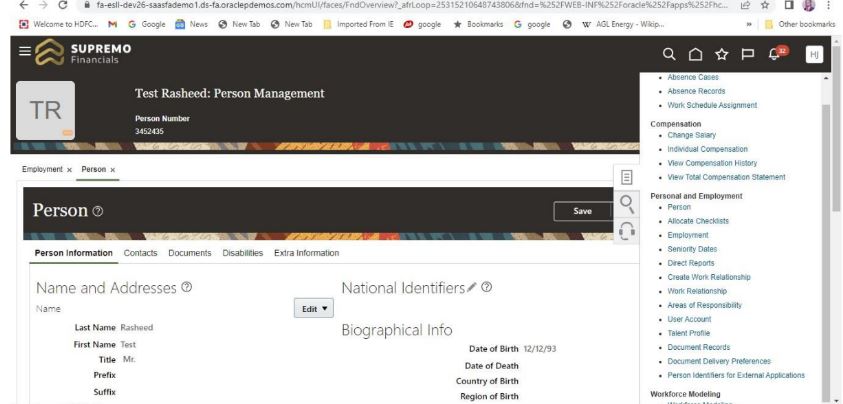 fa-esll-dev26-saasfademo1.ds-fa.oraclepdemos.com/hcmUI/faces/FndOverview?_afrLoop=25315210648743806&fnd=%252FWEB-INF%252Foracle%252Fapps%252Fhc...
Welcome to HDFC... M Google News New Tab New Tab Imported From IE google Bookmarks G google W AGL Energy - Wikip... » Other bookmarks
SUPREMO
Financials
32
HJ
TR
Test Rasheed: Person Management
Person Number
3452435
Employment x Person x
Person
Save
Person Information Contacts Documents Disabilities Extra Information
Name and Addresses
Name
Edit
Last Name Rasheed
First Name Test
Title Mr.
Prefix
Suffix
National Identifiers
Biographical Info
Date of Birth 12/12/93
Date of Death
Country of Birth
Region of Birth
Absence Cases
Absence Records
Work Schedule Assignment
Compensation
Change Salary
Individual Compensation
View Compensation History
View Total Compensation Statement
Personal and Employment
Person
Allocate Checklists
Employment
Seniority Dates
Direct Reports
Create Work Relationship
Work Relationship
Areas of Responsibility
User Account
Talent Profile
Document Records
Document Delivery Preferences
Person Identifiers for External Applications
Workforce Modeling
Workforce Modeling